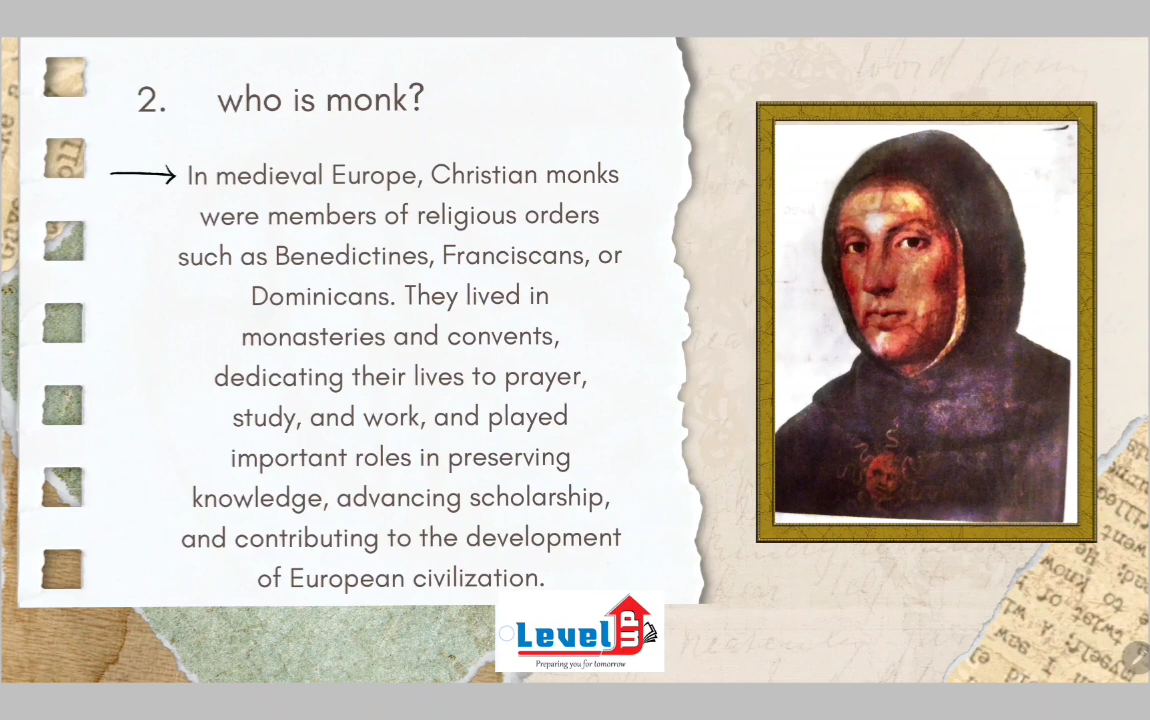 2. who is monk?
In medieval Europe, Christian monks
were members of religious orders
such as Benedictines, Franciscans, or
Dominicans. They lived in
monasteries and convents,
dedicating their lives to prayer,
study, and work, and played
important roles in preserving
knowledge, advancing scholarship,
and contributing to the development
of European civilization.
Level UP
Preparing you for tomorrow